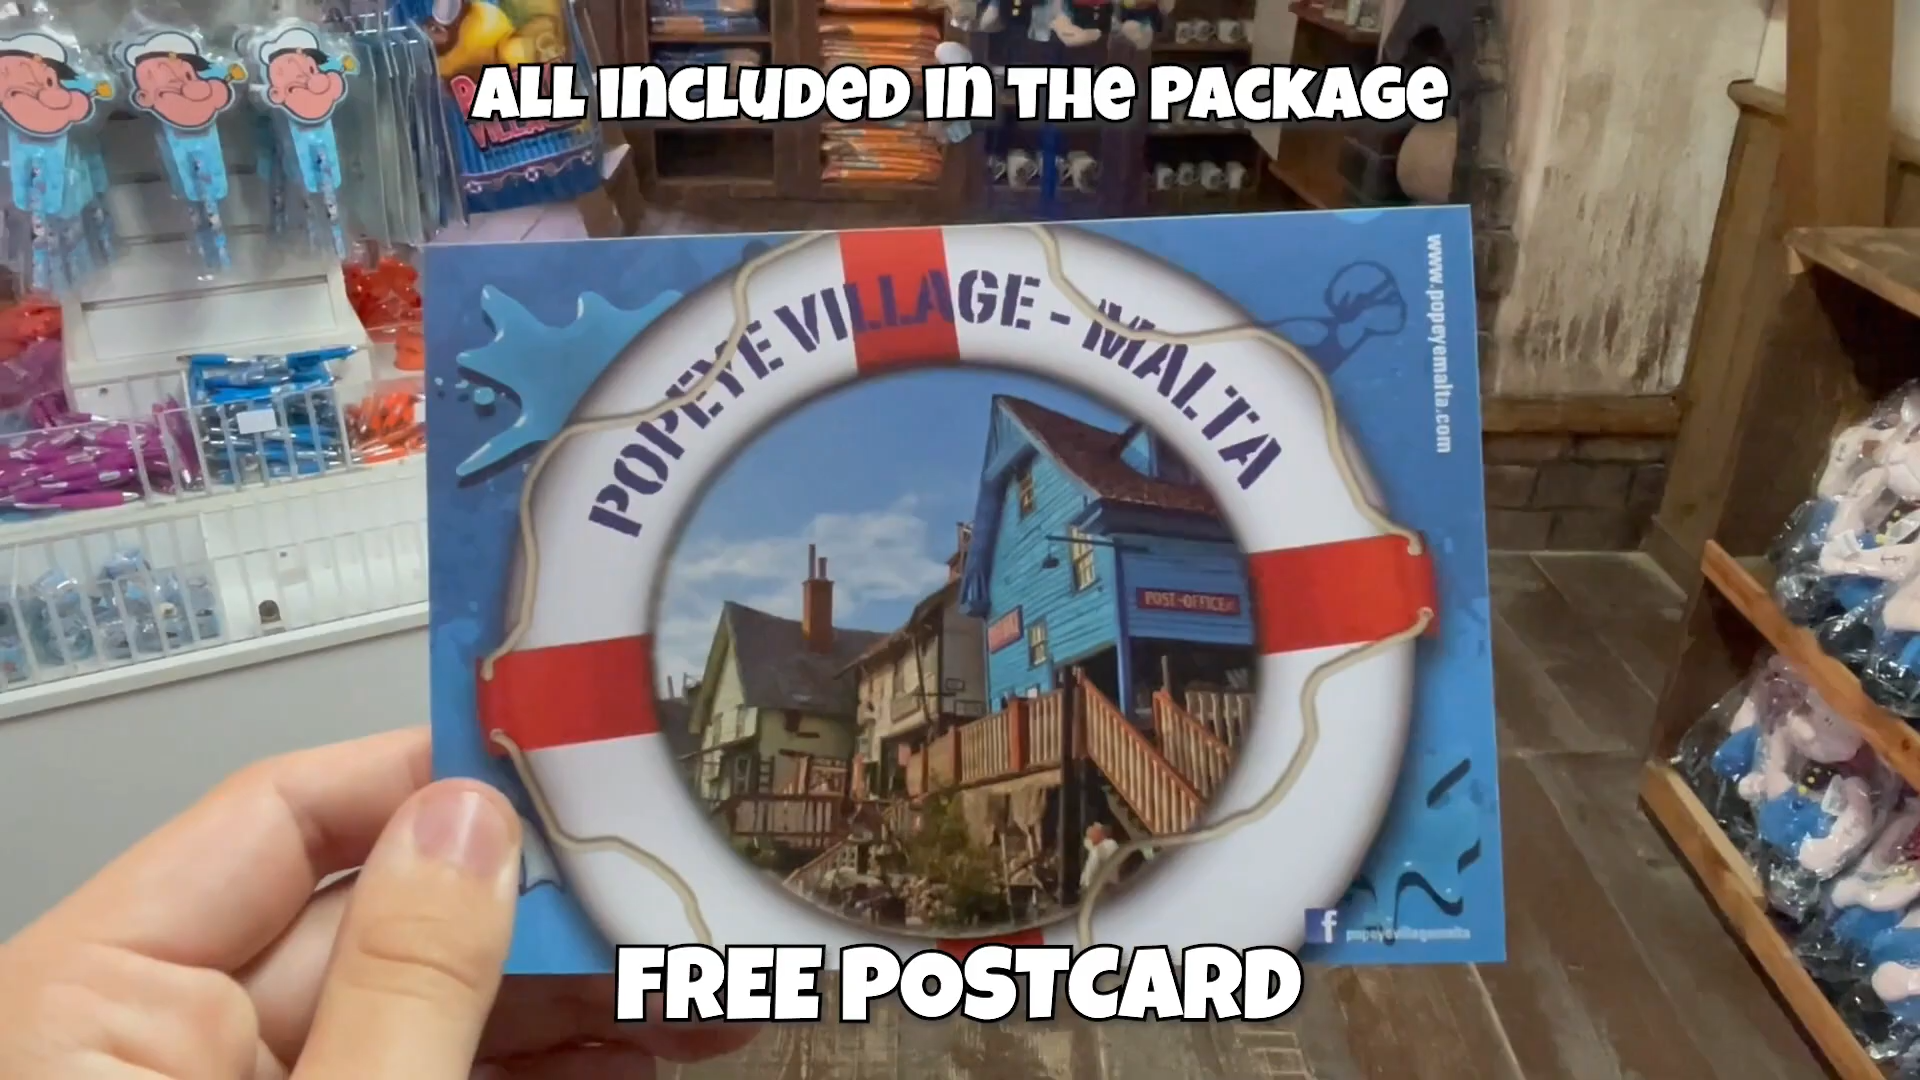 ALL INCLUDED IN THE PACKAGE
POPEYE VILLAGE - MALTA
www.popeyemalta.com
POST-OFFICE
f popeyevillagemalta
FREE POSTCARD